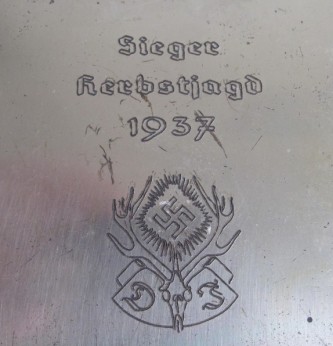 Sieger
Herbstjagd
1937
D J